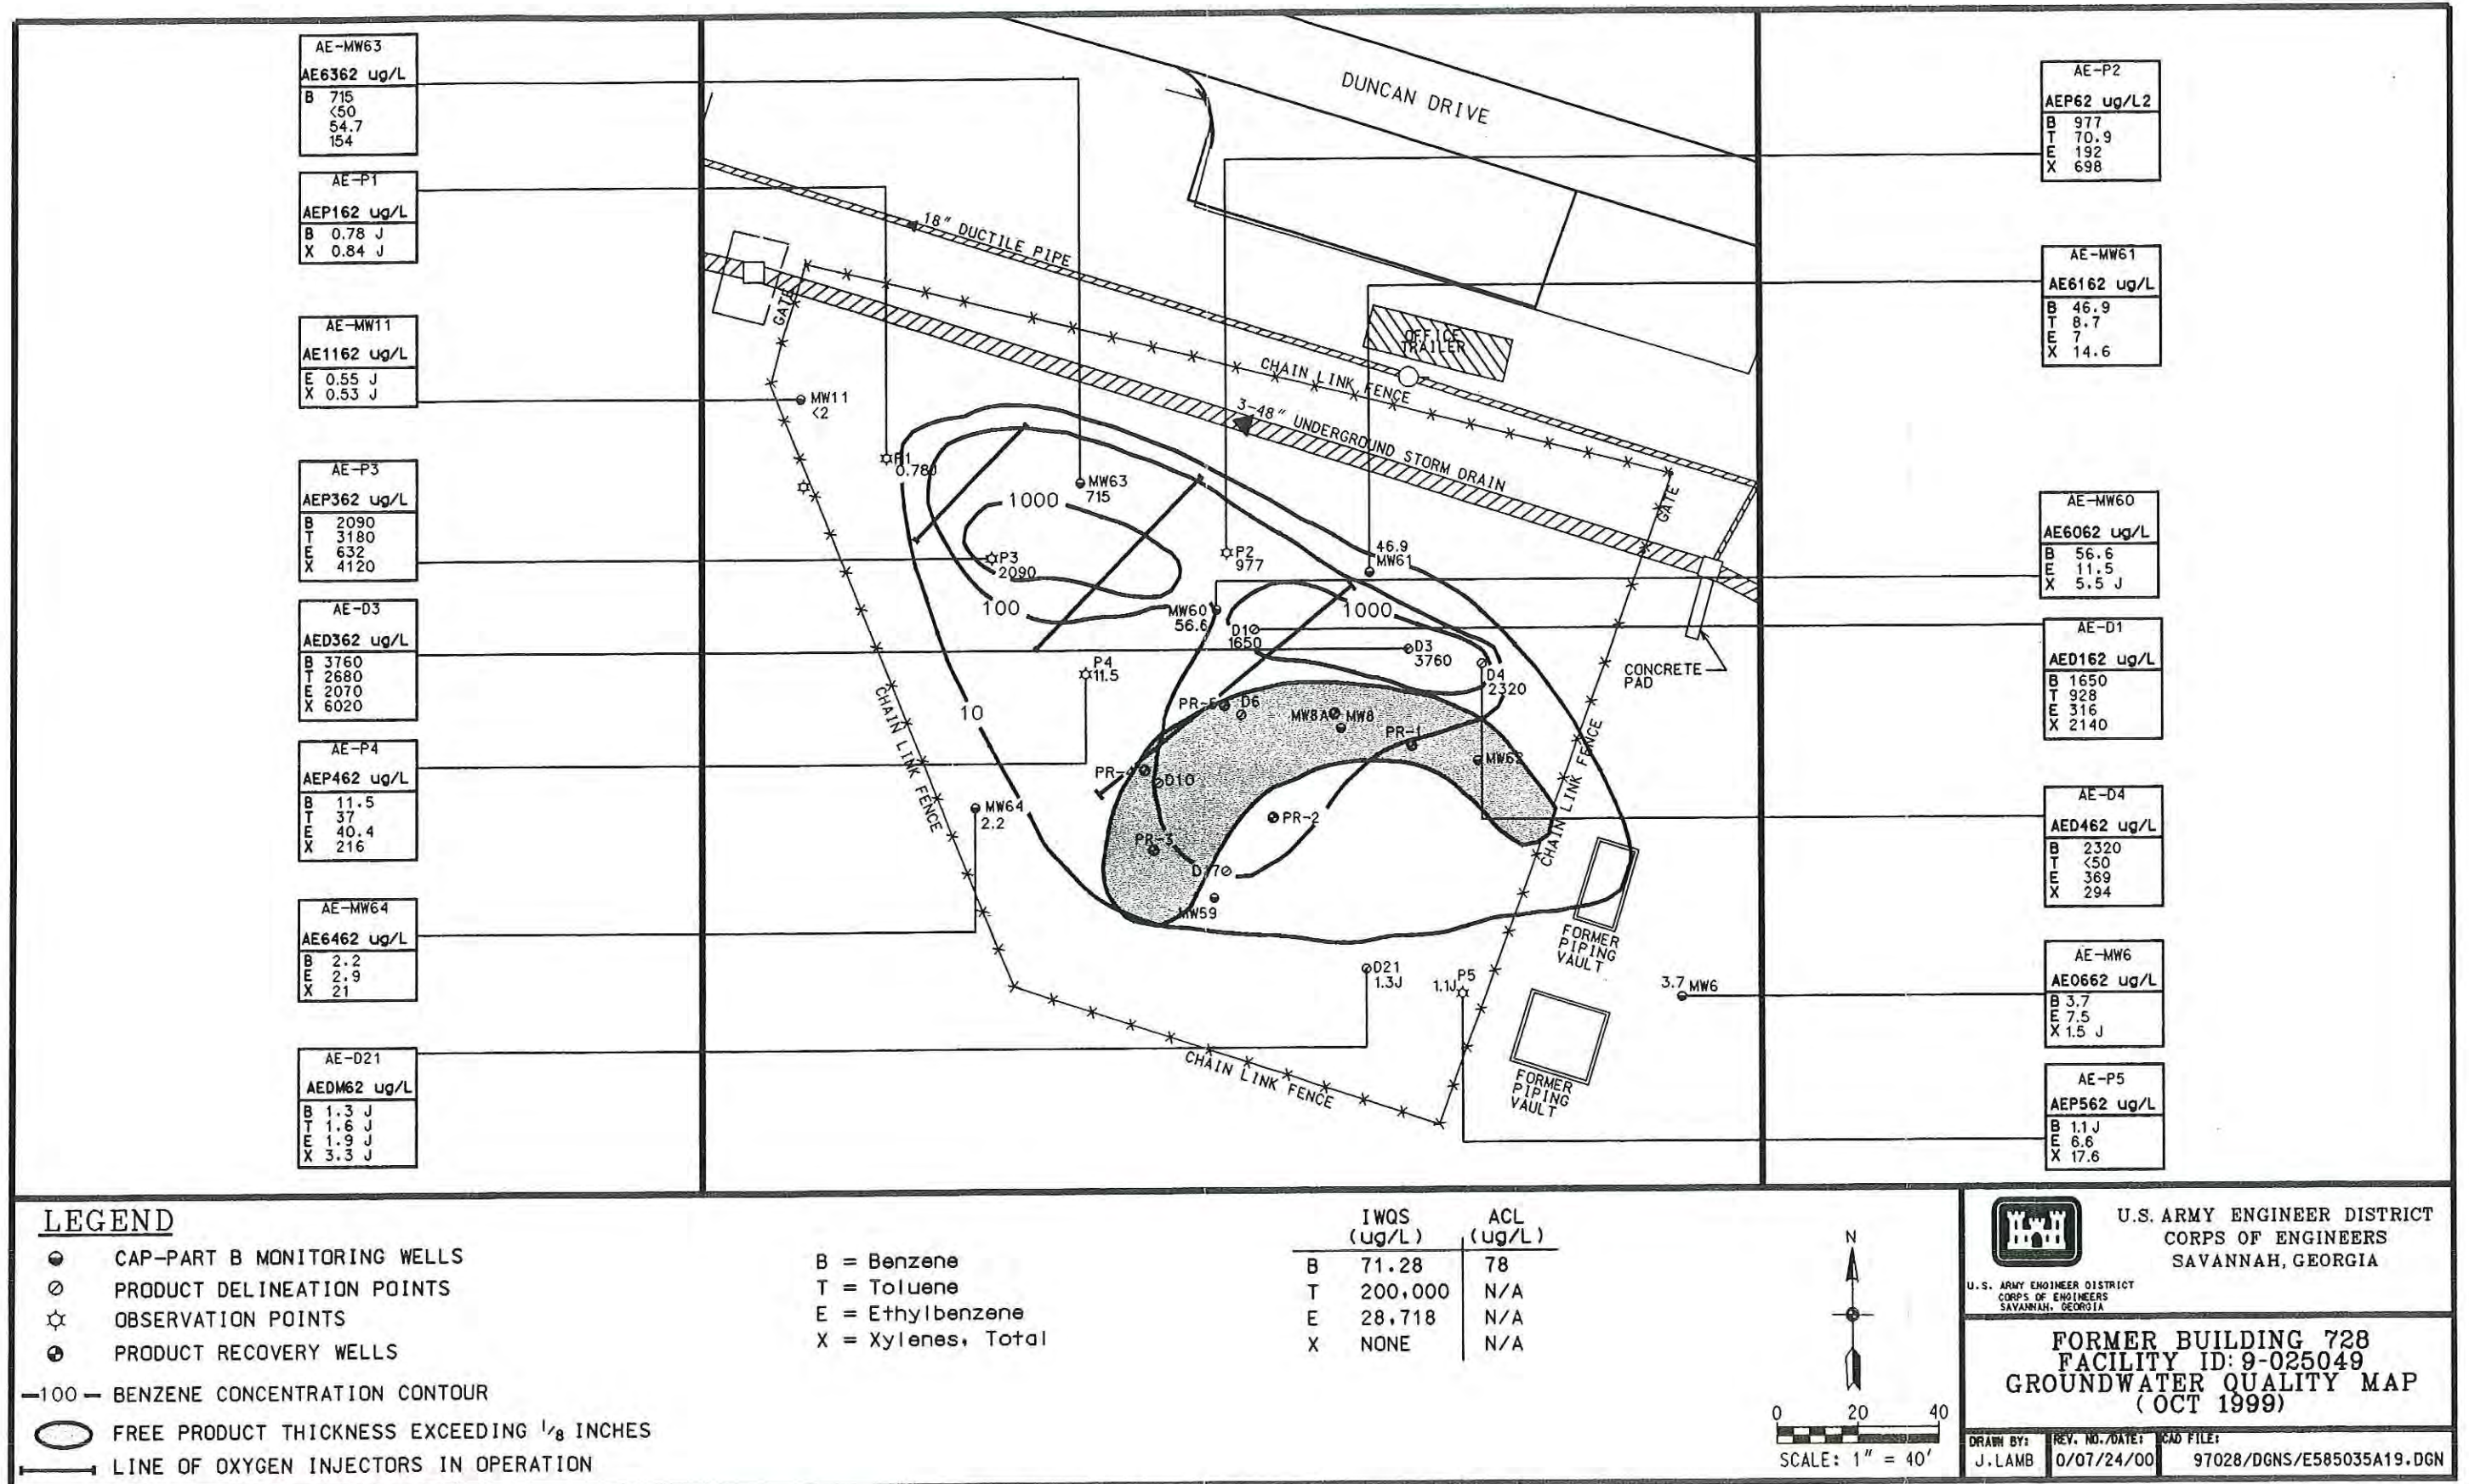 AE-MW63
AE6362 ug/L
B 715
<50
54.7
154
AE-P1
AEP162 ug/L
B 0.78 J
X 0.84 J
AE-MW11
AE1162 ug/L
E 0.55 J
X 0.53 J
AE-P3
AEP362 ug/L
B 2090
T 3180
E 632
X 4120
AE-D3
AED362 ug/L
B 3760
T 2680
E 2070
X 6020
AE-P4
AEP462 ug/L
B 11.5
T 37
E 40.4
X 216
AE-MW64
AE6462 ug/L
B 2.2
E 2.9
X 21
AE-D21
AEDM62 ug/L
B 1.3 J
T 1.6 J
E 1.9 J
X 3.3 J
DUNCAN DRIVE
18" DUCTILE PIPE
GATE
OFFICE
TRAILER
CHAIN LINK FENCE
3-48" UNDERGROUND STORM DRAIN
GATE
MW11
<2
P1
0.78J
MW63
715
1000
P3
2090
100
P2
977
46.9
MW61
MW60
56.6
1000
D1
1650
D3
3760
D4
2320
CONCRETE
PAD
P4
11.5
10
CHAIN LINK FENCE
PR-5
D6
MW8A
MW8
PR-1
MW62
PR-4
D10
CHAIN LINK FENCE
MW64
2.2
PR-2
PR-3
D17
MW59
FORMER
PIPING
VAULT
D21
1.3J
P5
1.1J
3.7 MW6
CHAIN LINK FENCE
FORMER
PIPING
VAULT
AE-P2
AEP62 ug/L2
B 977
T 70.9
E 192
X 698
AE-MW61
AE6162 ug/L
B 46.9
T 8.7
E 7
X 14.6
AE-MW60
AE6062 ug/L
B 56.6
E 11.5
X 5.5 J
AE-D1
AED162 ug/L
B 1650
T 928
E 316
X 2140
AE-D4
AED462 ug/L
B 2320
T <50
E 369
X 294
AE-MW6
AE0662 ug/L
B 3.7
E 7.5
X 1.5 J
AE-P5
AEP562 ug/L
B 1.1 J
E 6.6
X 17.6
LEGEND
CAP-PART B MONITORING WELLS
PRODUCT DELINEATION POINTS
OBSERVATION POINTS
PRODUCT RECOVERY WELLS
—100— BENZENE CONCENTRATION CONTOUR
FREE PRODUCT THICKNESS EXCEEDING 1/8 INCHES
LINE OF OXYGEN INJECTORS IN OPERATION
B = Benzene
T = Toluene
E = Ethylbenzene
X = Xylenes, Total
IWQS ACL
(ug/L) (ug/L)
B 71.28 78
T 200,000 N/A
E 28,718 N/A
X NONE N/A
N
0 20 40
SCALE: 1" = 40'
U.S. ARMY ENGINEER DISTRICT
CORPS OF ENGINEERS
SAVANNAH, GEORGIA
U.S. ARMY ENGINEER DISTRICT
CORPS OF ENGINEERS
SAVANNAH, GEORGIA
FORMER BUILDING 728
FACILITY ID: 9-025049
GROUNDWATER QUALITY MAP
(OCT 1999)
DRAWN BY: REV. NO./DATE: CAD FILE:
J.LAMB 0/07/24/00 97028/DGNS/E585035A19.DGN